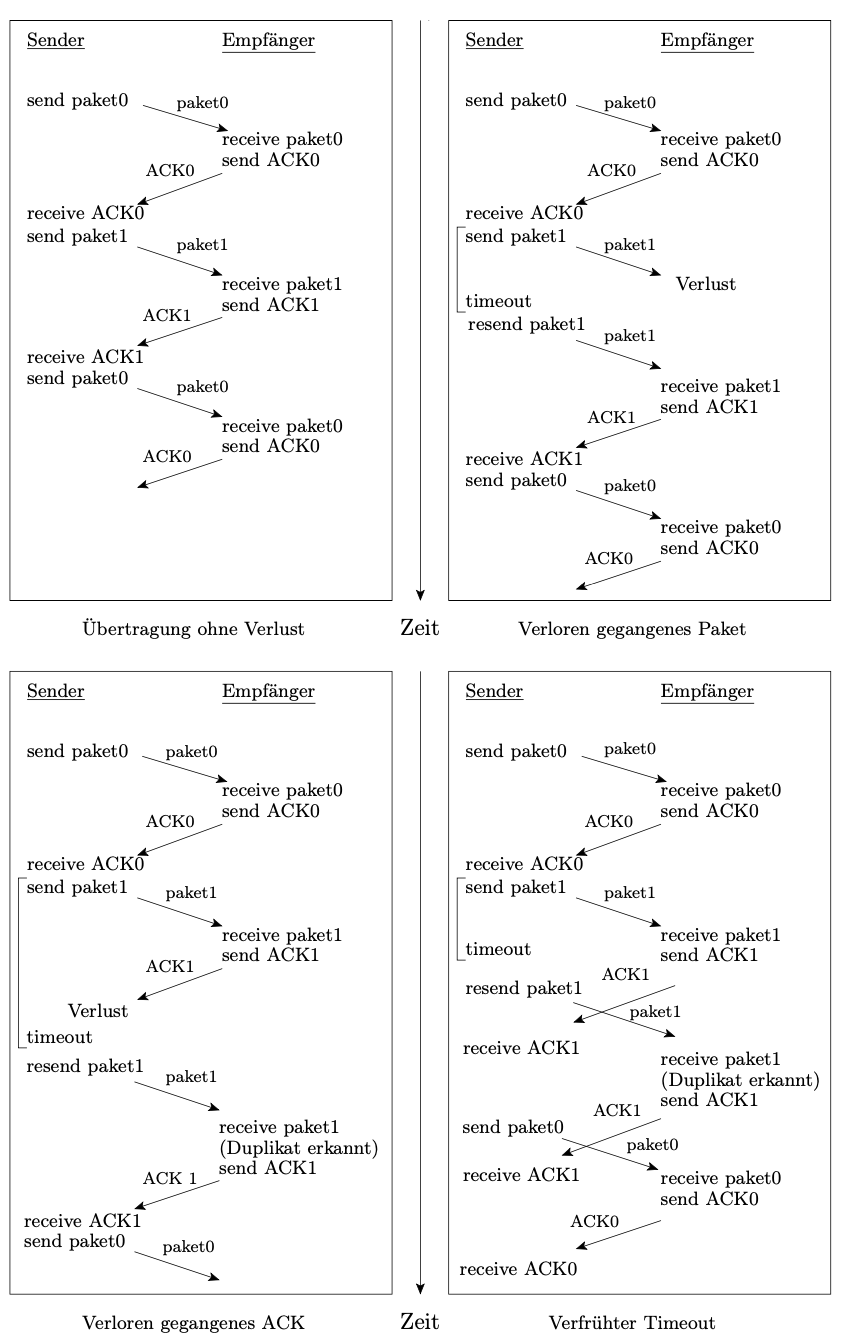 Sender Empfänger
send paket0 paket0
receive paket0
send ACK0
ACK0
receive ACK0
send paket1 paket1
receive paket1
send ACK1
ACK1
receive ACK1
send paket0 paket0
receive paket0
send ACK0
ACK0
Übertragung ohne Verlust
Zeit
Sender Empfänger
send paket0 paket0
receive paket0
send ACK0
ACK0
receive ACK0
send paket1 paket1
Verlust
timeout
resend paket1 paket1
receive paket1
send ACK1
ACK1
receive ACK1
send paket0 paket0
receive paket0
send ACK0
ACK0
Verloren gegangenes Paket
Sender Empfänger
send paket0 paket0
receive paket0
send ACK0
ACK0
receive ACK0
send paket1 paket1
receive paket1
send ACK1
ACK1
Verlust
timeout
resend paket1 paket1
receive paket1
(Duplikat erkannt)
send ACK1
ACK 1
receive ACK1
send paket0 paket0
Verloren gegangenes ACK
Zeit
Sender Empfänger
send paket0 paket0
receive paket0
send ACK0
ACK0
receive ACK0
send paket1 paket1
receive paket1
timeout send ACK1
ACK1
resend paket1
paket1
receive ACK1
receive paket1
(Duplikat erkannt)
send ACK1
ACK1
send paket0
paket0
receive ACK1
receive paket0
send ACK0
ACK0
receive ACK0
Verfrühter Timeout